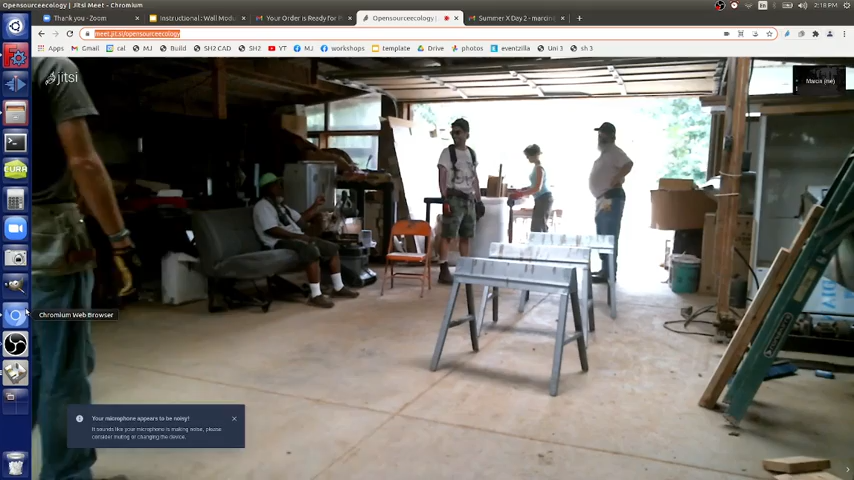 Opensourceecology | Jitsi Meet - Chromium
En
2:18 PM
Thank you - Zoom
Instructional: Wall Modu
Your Order is Ready for P
Opensourceecology |
Summer X Day 2 - marcin
meet.jit.si/opensourceecology
Apps
MJ
Build
SH2 CAD
SH2
YT
MJ
workshops
template
Drive
photos
eventzilla
Uni 3
sh 3
jitsi
Marcin (me)
CURA
Chromium Web Browser
Your microphone appears to be noisy!
It sounds like your microphone is making noise, please
consider muting or changing the device.